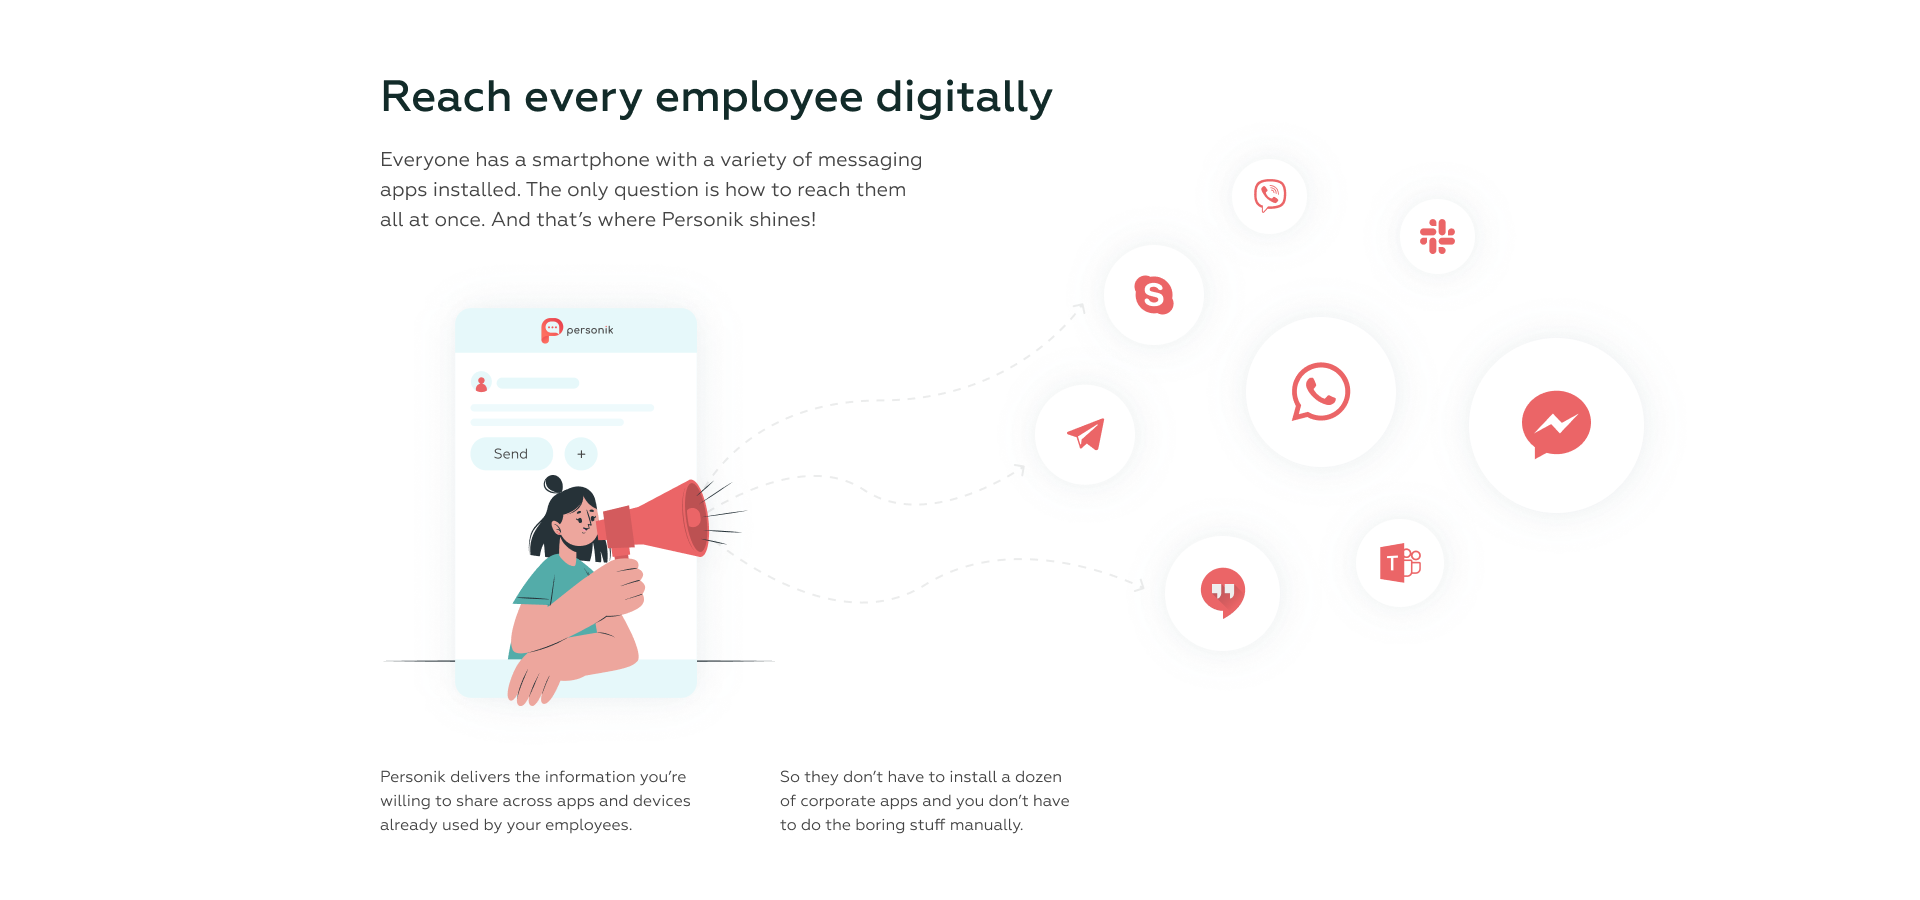 Reach every employee digitally
Everyone has a smartphone with a variety of messaging
apps installed. The only question is how to reach them
all at once. And that’s where Personik shines!
personik
Send
+
S
T
Personik delivers the information you’re
willing to share across apps and devices
already used by your employees.
So they don’t have to install a dozen
of corporate apps and you don’t have
to do the boring stuff manually.